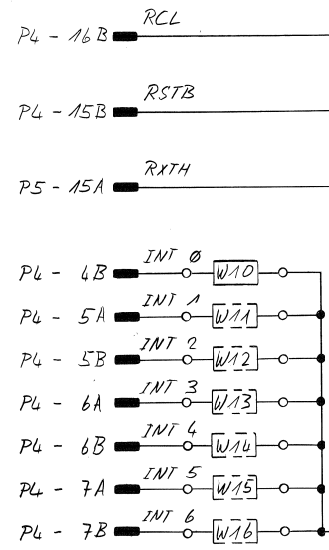 RCL
P4 - 16B
RSTB
P4 - 15B
RXTH
P5 - 15A
INT 0
P4 - 4B W10
INT 1
P4 - 5A W11
INT 2
P4 - 5B W12
INT 3
P4 - 6A W13
INT 4
P4 - 6B W14
INT 5
P4 - 7A W15
INT 6
P4 - 7B W16